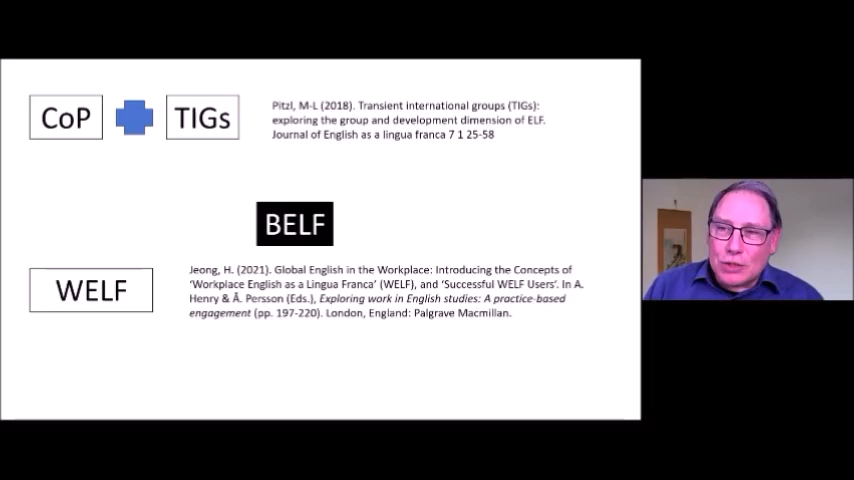 CoP TIGs
Pitzl, M-L (2018). Transient international groups (TIGs):
exploring the group and development dimension of ELF.
Journal of English as a lingua franca 7 1 25-58
BELF
WELF
Jeong, H. (2021). Global English in the Workplace: Introducing the Concepts of
‘Workplace English as a Lingua Franca’ (WELF), and ‘Successful WELF Users’. In A.
Henry & Å. Persson (Eds.), Exploring work in English studies: A practice-based
engagement (pp. 197-220). London, England: Palgrave Macmillan.